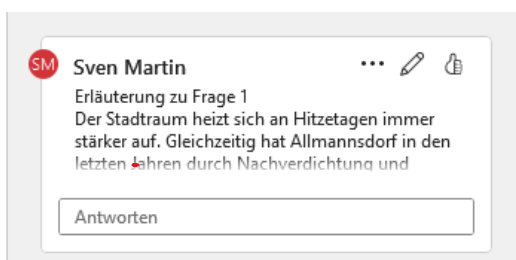 SM Sven Martin
Erläuterung zu Frage 1
Der Stadtraum heizt sich an Hitzetagen immer
stärker auf. Gleichzeitig hat Allmannsdorf in den
letzten Jahren durch Nachverdichtung und
Antworten